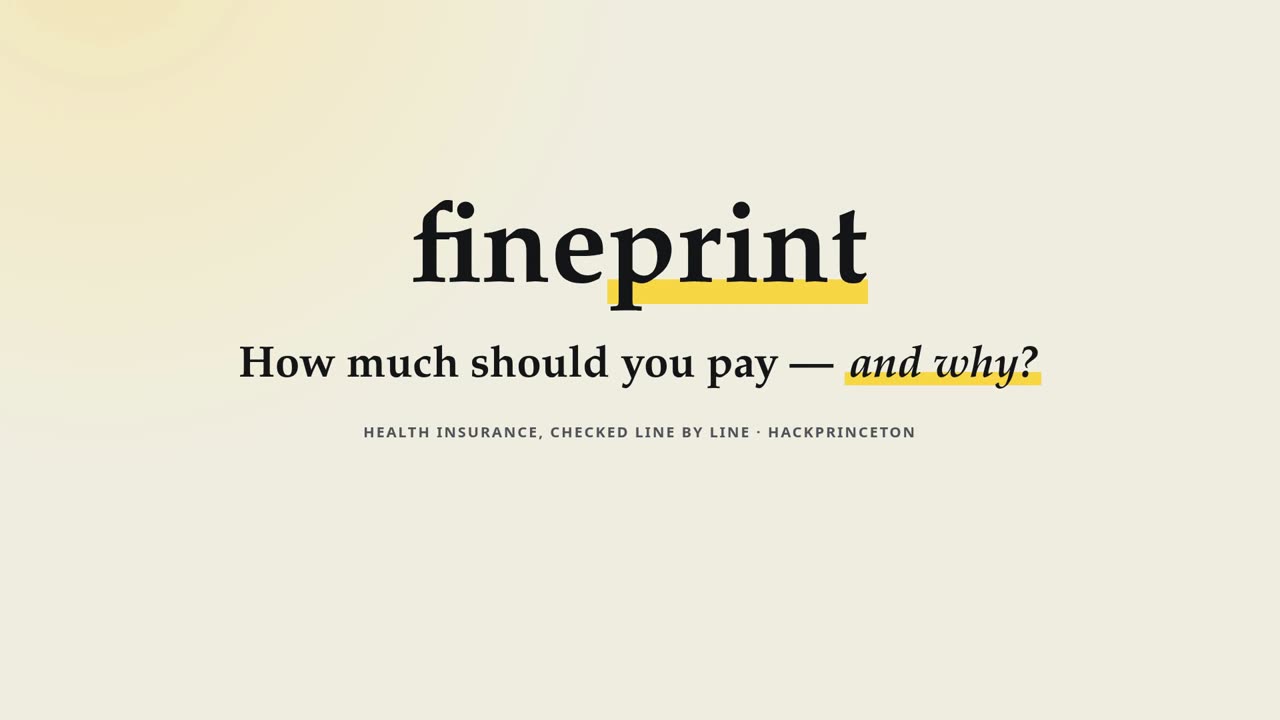 fineprint
How much should you pay — and why?
HEALTH INSURANCE, CHECKED LINE BY LINE · HACKPRINCETON